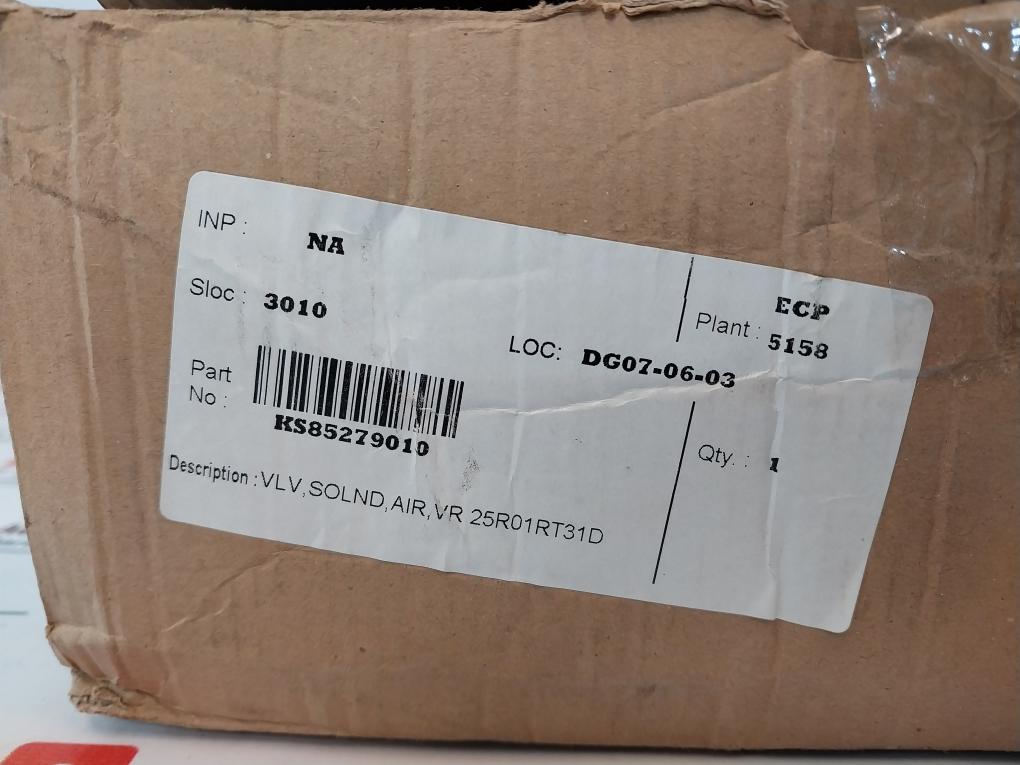 INP : NA
Sloc : 3010
ECP
Plant : 5158
LOC: DG07-06-03
Part No :
KS85279010
Qty. : 1
Description : VLV,SOLND,AIR,VR 25R01RT31D